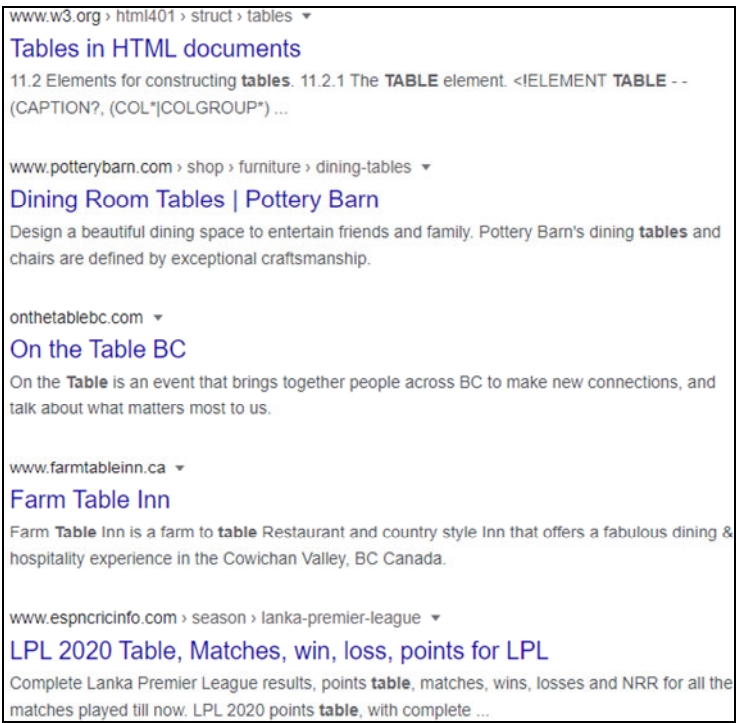 www.w3.org › html401 › struct › tables
Tables in HTML documents
11.2 Elements for constructing tables. 11.2.1 The TABLE element. <!ELEMENT TABLE - -
(CAPTION?, (COL*|COLGROUP*) ...
www.potterybarn.com › shop › furniture › dining-tables
Dining Room Tables | Pottery Barn
Design a beautiful dining space to entertain friends and family. Pottery Barn's dining tables and
chairs are defined by exceptional craftsmanship.
onthetablebc.com
On the Table BC
On the Table is an event that brings together people across BC to make new connections, and
talk about what matters most to us.
www.farmtableinn.ca
Farm Table Inn
Farm Table Inn is a farm to table Restaurant and country style Inn that offers a fabulous dining &
hospitality experience in the Cowichan Valley, BC Canada.
www.espncricinfo.com › season › lanka-premier-league
LPL 2020 Table, Matches, win, loss, points for LPL
Complete Lanka Premier League results, points table, matches, wins, losses and NRR for all the
matches played till now. LPL 2020 points table, with complete ...